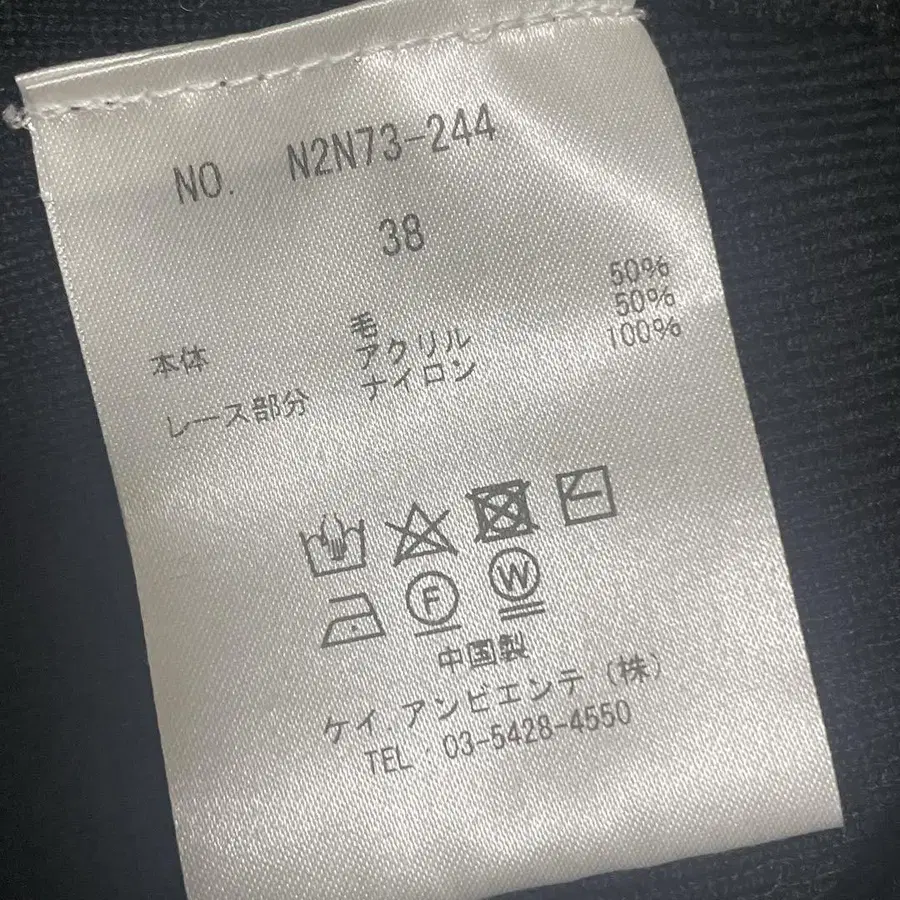 NO. N2N73-244
38
本体 毛 50%
アクリル 50%
レース部分 ナイロン 100%
F W
中国製
ケイ.アンビエンテ（株）
TEL 03-5428-4550